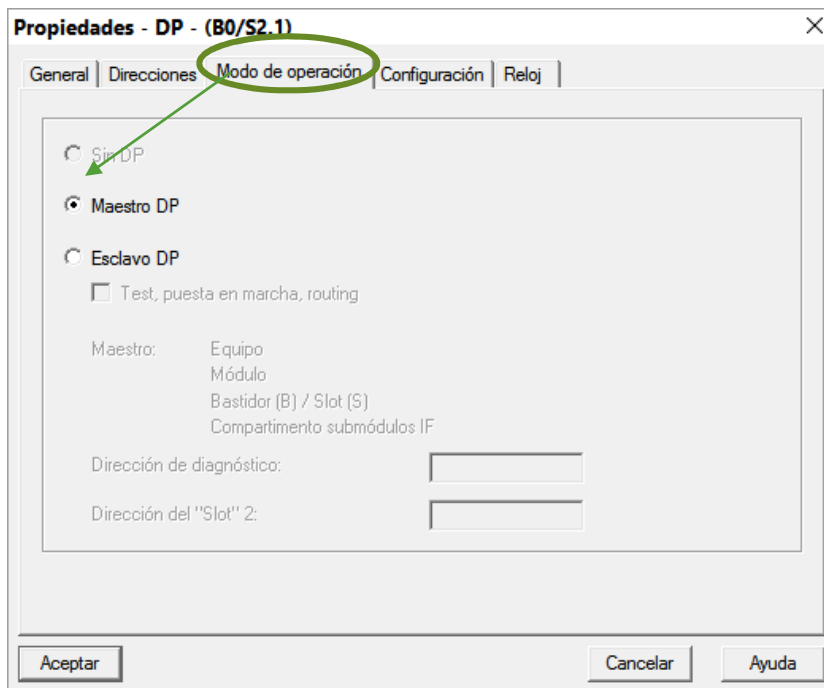 Propiedades - DP - (B0/S2.1)
General Direcciones Modo de operación Configuración Reloj
Sin DP
Maestro DP
Esclavo DP
Test, puesta en marcha, routing
Maestro: Equipo
Módulo
Bastidor (B) / Slot (S)
Compartimento submódulos IF
Dirección de diagnóstico:
Dirección del "Slot" 2:
Aceptar Cancelar Ayuda